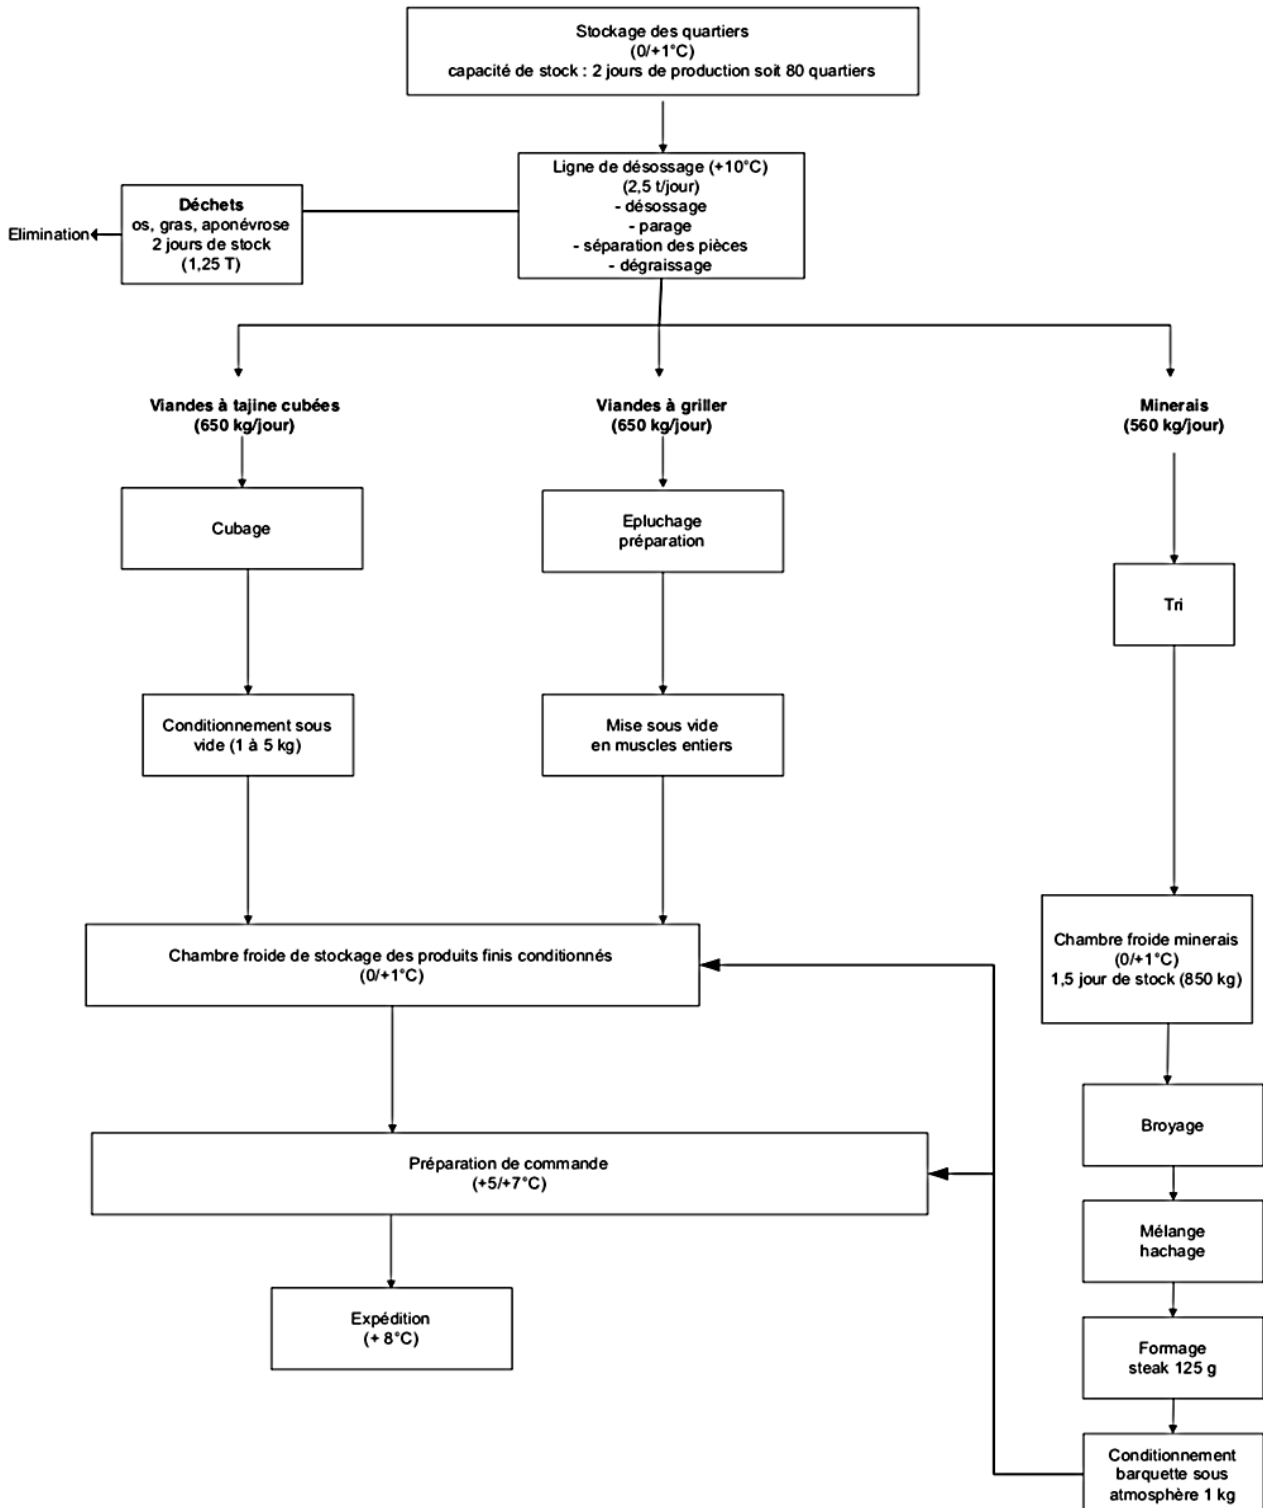 Stockage des quartiers
(0/+1°C)
capacité de stock : 2 jours de production soit 80 quartiers
Ligne de désossage (+10°C)
(2,5 t/jour)
- désossage
- parage
- séparation des pièces
- dégraissage
Déchets
os, gras, aponévrose
2 jours de stock
(1,25 T)
Elimination
Viandes à tajine cubées
(650 kg/jour)
Viandes à griller
(650 kg/jour)
Minerais
(560 kg/jour)
Cubage
Epluchage
préparation
Tri
Conditionnement sous
vide (1 à 5 kg)
Mise sous vide
en muscles entiers
Chambre froide de stockage des produits finis conditionnés
(0/+1°C)
Chambre froide minerais
(0/+1°C)
1,5 jour de stock (850 kg)
Broyage
Préparation de commande
(+5/+7°C)
Mélange
hachage
Expédition
(+ 8°C)
Formage
steak 125 g
Conditionnement
barquette sous
atmosphère 1 kg